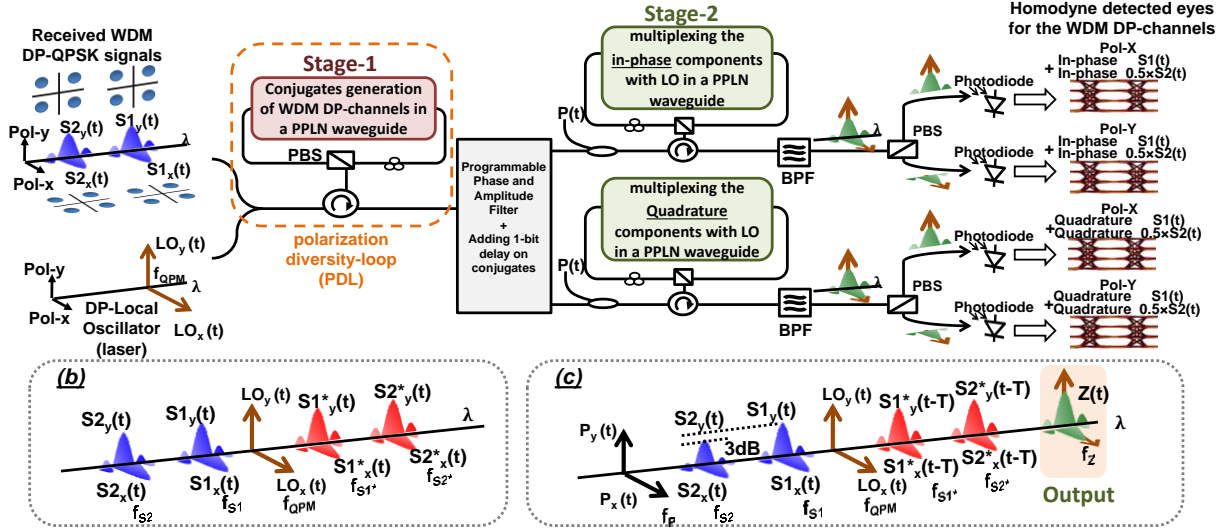 Received WDM
DP-QPSK signals
Pol-y
S2y(t)
S1y(t)
λ
Pol-x
S2x(t)
S1x(t)
LOy(t)
fQPM
Pol-y
λ
Pol-x
DP-Local
Oscillator
(laser)
LOx(t)
Stage-1
Conjugates generation
of WDM DP-channels in
a PPLN waveguide
PBS
polarization
diversity-loop
(PDL)
Programmable
Phase and
Amplitude
Filter
+
Adding 1-bit
delay on
conjugates
Stage-2
multiplexing the
in-phase components
with LO in a PPLN
waveguide
P(t)
BPF
λ
PBS
multiplexing the
Quadrature
components with LO
in a PPLN waveguide
P(t)
BPF
λ
PBS
Homodyne detected eyes
for the WDM DP-channels
Photodiode
Pol-X
+In-phase S1(t)
In-phase 0.5×S2(t)
Photodiode
Pol-Y
+In-phase S1(t)
In-phase 0.5×S2(t)
Photodiode
Pol-X
+Quadrature S1(t)
Quadrature 0.5×S2(t)
Photodiode
Pol-Y
+Quadrature S1(t)
Quadrature 0.5×S2(t)
(b)
S2y(t)
S1y(t)
LOy(t)
S1*y(t)
S2*y(t)
λ
S2x(t)
fS2
S1x(t)
fS1
LOx(t)
fQPM
S1*x(t)
fS1*
S2*x(t)
fS2*
(c)
Py(t)
S2y(t)
S1y(t)
3dB
LOy(t)
S1*y(t-T)
S2*y(t-T)
Z(t)
λ
Px(t)
fP
S2x(t)
fS2
S1x(t)
fS1
LOx(t)
fQPM
S1*x(t-T)
fS1*
S2*x(t-T)
fS2*
fZ
Output